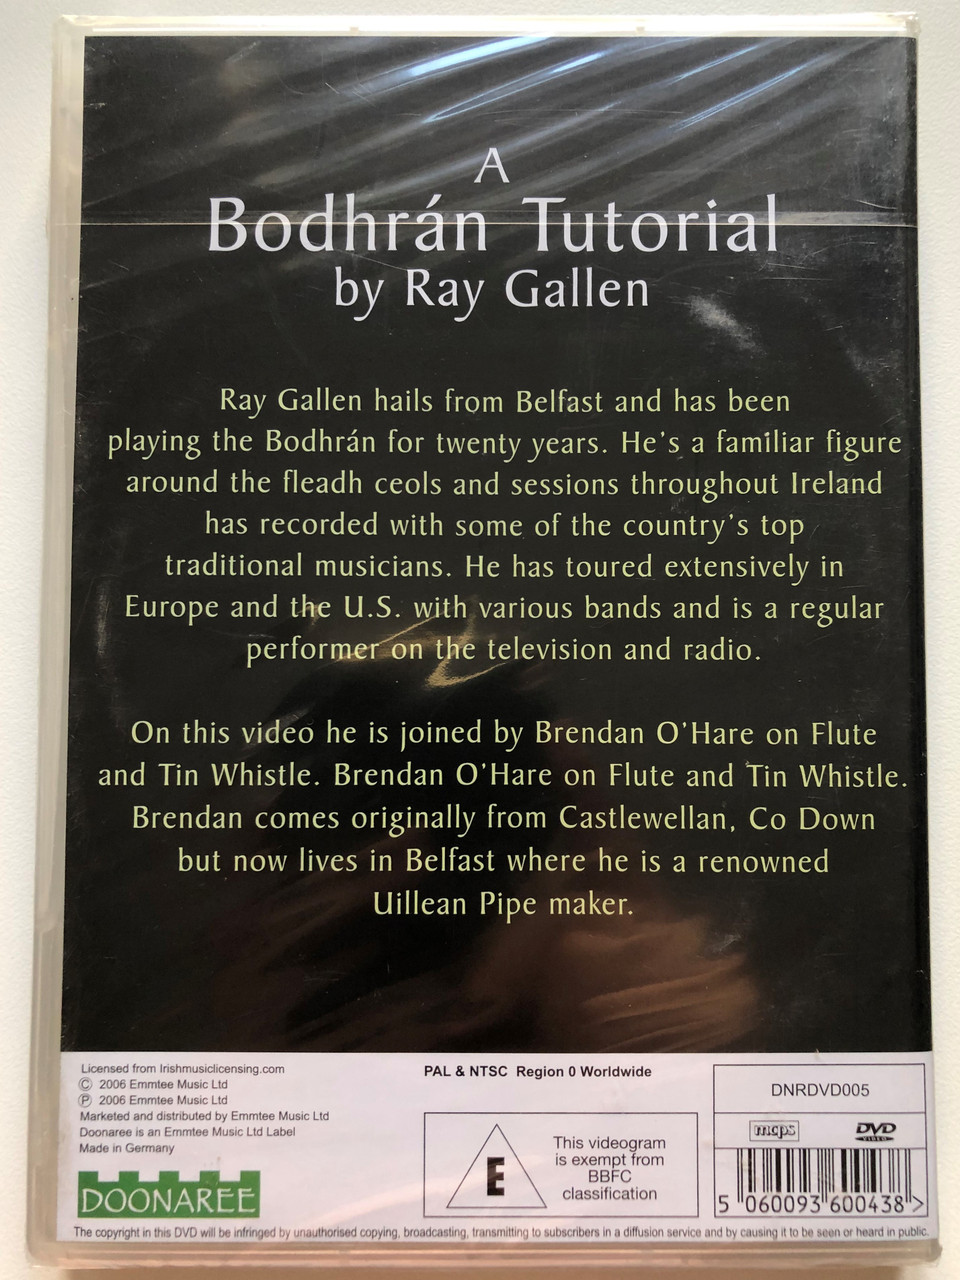 A
Bodhrán Tutorial
by Ray Gallen
Ray Gallen hails from Belfast and has been
playing the Bodhrán for twenty years. He's a familiar figure
around the fleadh ceols and sessions throughout Ireland
has recorded with some of the country's top
traditional musicians. He has toured extensively in
Europe and the U.S. with various bands and is a regular
performer on the television and radio.
On this video he is joined by Brendan O'Hare on Flute
and Tin Whistle. Brendan O'Hare on Flute and Tin Whistle.
Brendan comes originally from Castlewellan, Co Down
but now lives in Belfast where he is a renowned
Uillean Pipe maker.
Licensed from Irishmusiclicensing.com
© 2006 Emmtee Music Ltd
℗ 2006 Emmtee Music Ltd
Marketed and distributed by Emmtee Music Ltd
Doonaree is an Emmtee Music Ltd Label
Made in Germany
DOONAREE
PAL & NTSC Region 0 Worldwide
E
This videogram
is exempt from
BBFC
classification
DNRDVD005
mcps
DVD
VIDEO
5 060093 600438 >
The copyright in this DVD will be infringed by unauthorised copying, broadcasting, transmitting to subscribers in a diffusion service and by causing it to be seen or heard in public.